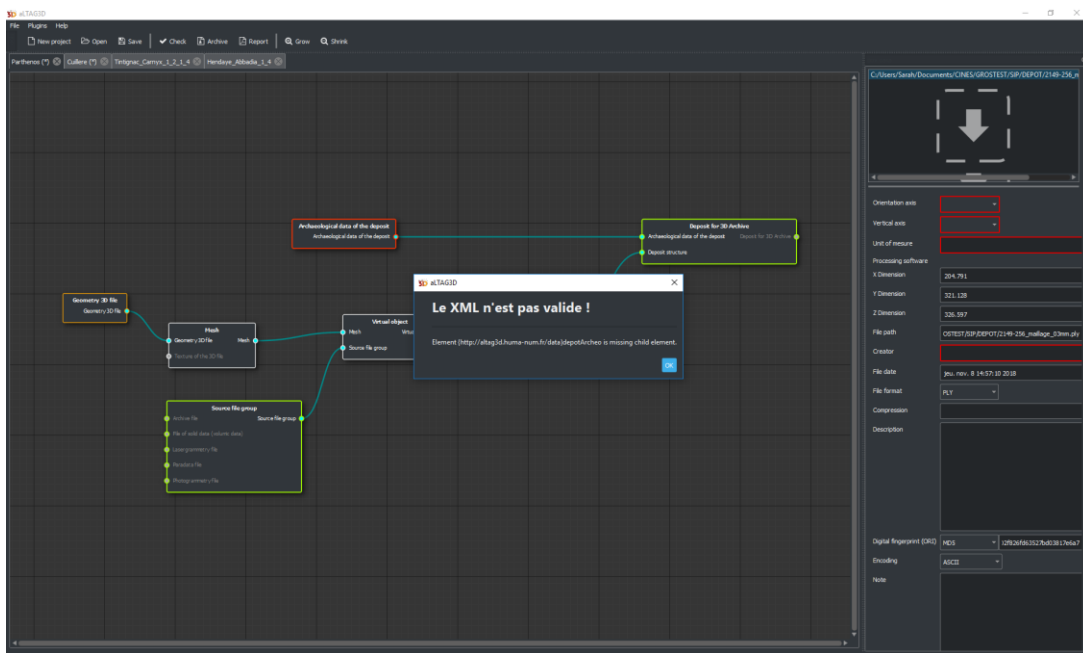 aLTAG3D
File Plugins Help
New project Open Save Check Archive Report Grow Shrink
Parthenos (*) Cuillere (*) Tintignac_Carnyx_1_2_1_4 Hendaye_Abbadia_1_4
C:/Users/Sarah/Documents/CINES/GROSTEST/SIP/DEPOT/2149-256_m
Archaeological data of the deposit
Archaeological data of the deposit
Deposit for 3D Archive
Archaeological data of the deposit Deposit for 3D Archive
Deposit structure
Geometry 3D file
Geometry 3D file
Mesh
Geometry 3D file Mesh
Texture of the 3D file
Virtual object
Mesh Virtu
Source file group
Source file group
Archive file Source file group
File of solid data (volume data)
Lasergrammetry file
Paradata file
Photogrammetry file
aLTAG3D
Le XML n'est pas valide !
Element {http://altag3d.huma-num.fr/data}depotArcheo is missing child element.
OK
Orientation axis
Vertical axis
Unit of mesure
Processing software
X Dimension 204.791
Y Dimension 321.128
Z Dimension 326.597
File path OSTEST/SIP/DEPOT/2149-256_maillage_03mm.ply
Creator
File date jeu. nov. 8 14:57:10 2018
File format PLY
Compression
Description
Digital fingerprint (ORI) MD5
Encoding ASCII
Note